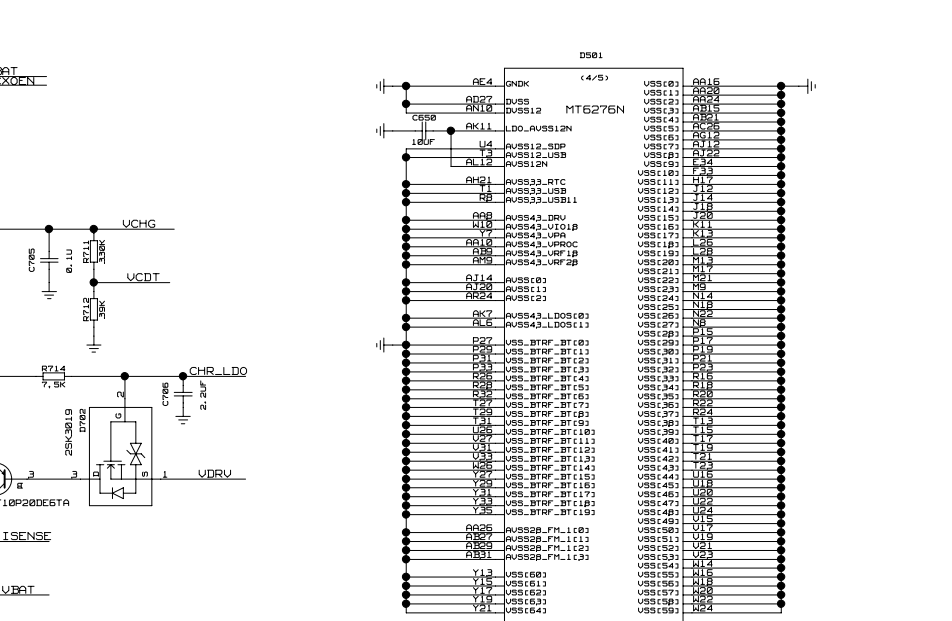 EXOEN
VCHG
C705
0.1U
R711
330K
VCDT
R712
39K
R714
7.5K
CHR_LDO
C706
2.2UF
2SK3019
D702
2
G
D
S
3
3
1
VDRV
T10P20DE6TA
ISENSE
VBAT
D501
(4/5)
MT6276N
C650
10UF
AE4 GNDK
AD27 DVSS
AN10 DVSS12
AK11 LDO_AVSS12N
U4 AVSS12_SDP
T3 AVSS12_USB
AL12 AVSS12N
AH21 AVSS33_RTC
T1 AVSS33_USB
R8 AVSS33_USB11
AA8 AVSS43_DRV
W10 AVSS43_VIO18
Y7 AVSS43_VPA
AA10 AVSS43_VPROC
AB9 AVSS43_VRF18
AM9 AVSS43_VRF28
AJ14 AVSS[0]
AJ20 AVSS[1]
AR24 AVSS[2]
AK7 AVSS43_LDOS[0]
AL6 AVSS43_LDOS[1]
P27 VSS_BTRF_BT[0]
P29 VSS_BTRF_BT[1]
P31 VSS_BTRF_BT[2]
P33 VSS_BTRF_BT[3]
R26 VSS_BTRF_BT[4]
R28 VSS_BTRF_BT[5]
R32 VSS_BTRF_BT[6]
T27 VSS_BTRF_BT[7]
T29 VSS_BTRF_BT[8]
T31 VSS_BTRF_BT[9]
U26 VSS_BTRF_BT[10]
V27 VSS_BTRF_BT[11]
V31 VSS_BTRF_BT[12]
V33 VSS_BTRF_BT[13]
W26 VSS_BTRF_BT[14]
Y27 VSS_BTRF_BT[15]
Y29 VSS_BTRF_BT[16]
Y31 VSS_BTRF_BT[17]
Y33 VSS_BTRF_BT[18]
Y35 VSS_BTRF_BT[19]
AA26 AVSS28_FM_1[0]
AB27 AVSS28_FM_1[1]
AB29 AVSS28_FM_1[2]
AB31 AVSS28_FM_1[3]
Y13 VSS[60]
Y15 VSS[61]
Y17 VSS[62]
Y19 VSS[63]
Y21 VSS[64]
VSS[0] AA16
VSS[1] AA20
VSS[2] AA24
VSS[3] AB15
VSS[4] AB21
VSS[5] AC26
VSS[6] AG12
VSS[7] AJ12
VSS[8] AJ22
VSS[9] E34
VSS[10] F33
VSS[11] H17
VSS[12] J12
VSS[13] J14
VSS[14] J18
VSS[15] J20
VSS[16] K11
VSS[17] K13
VSS[18] L26
VSS[19] L28
VSS[20] M13
VSS[21] M17
VSS[22] M21
VSS[23] M9
VSS[24] N14
VSS[25] N18
VSS[26] N22
VSS[27] N8
VSS[28] P15
VSS[29] P17
VSS[30] P19
VSS[31] P21
VSS[32] P23
VSS[33] R16
VSS[34] R18
VSS[35] R20
VSS[36] R22
VSS[37] R24
VSS[38] T13
VSS[39] T15
VSS[40] T17
VSS[41] T19
VSS[42] T21
VSS[43] T23
VSS[44] U16
VSS[45] U18
VSS[46] U20
VSS[47] U22
VSS[48] U24
VSS[49] V15
VSS[50] V17
VSS[51] V19
VSS[52] V21
VSS[53] V23
VSS[54] W14
VSS[55] W16
VSS[56] W18
VSS[57] W20
VSS[58] W22
VSS[59] W24